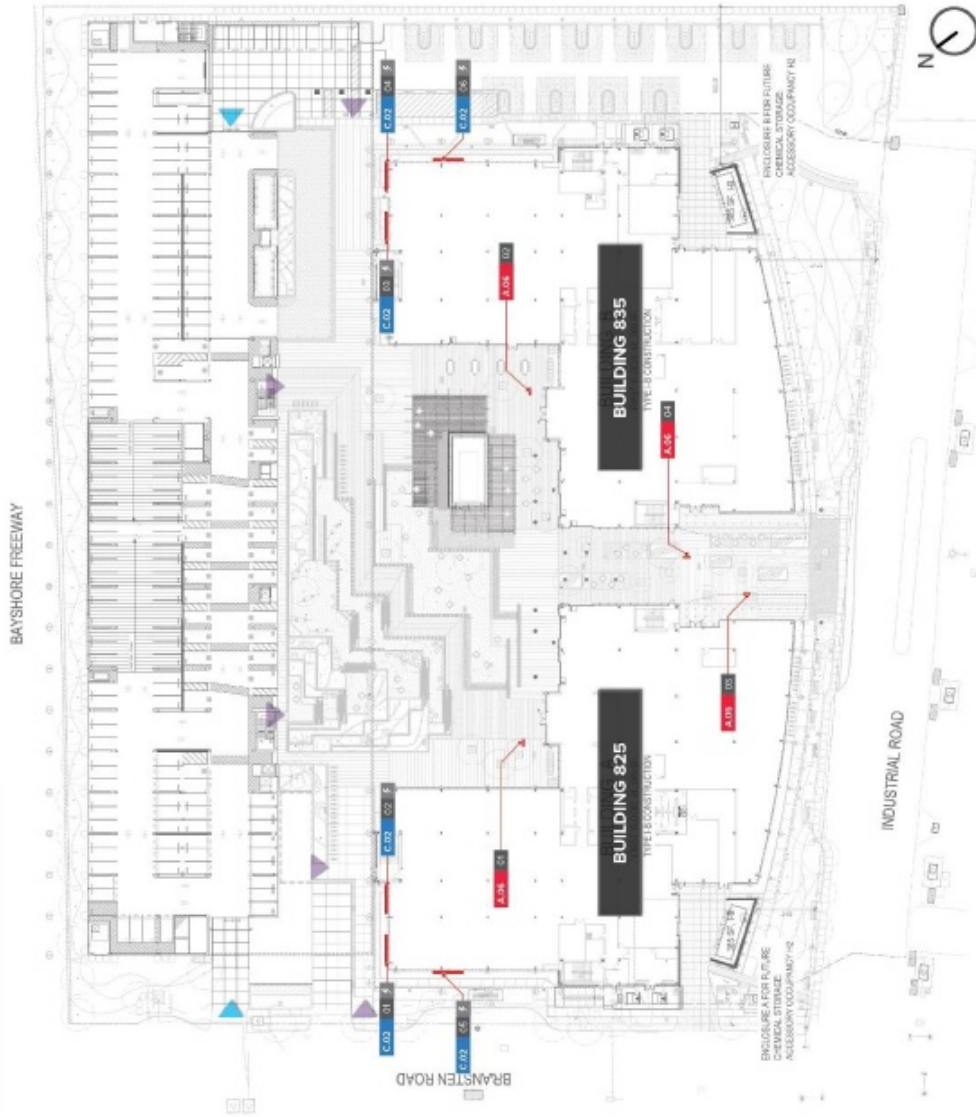 BAYSHORE FREEWAY
N
C.02 04
C.02 06
C.02 03
ENCLOSURE B FOR FUTURE
CHEMICAL STORAGE:
ACCESSORY OCCUPANCY H2
A.06 02
BUILDING 835
TYPE I-B CONSTRUCTION
A.06 04
A.06 03
C.02 02
A.06 01
BUILDING 825
TYPE I-B CONSTRUCTION
INDUSTRIAL ROAD
C.02 01
C.02 05
BRANSTEN ROAD
ENCLOSURE A FOR FUTURE
CHEMICAL STORAGE:
ACCESSORY OCCUPANCY H2